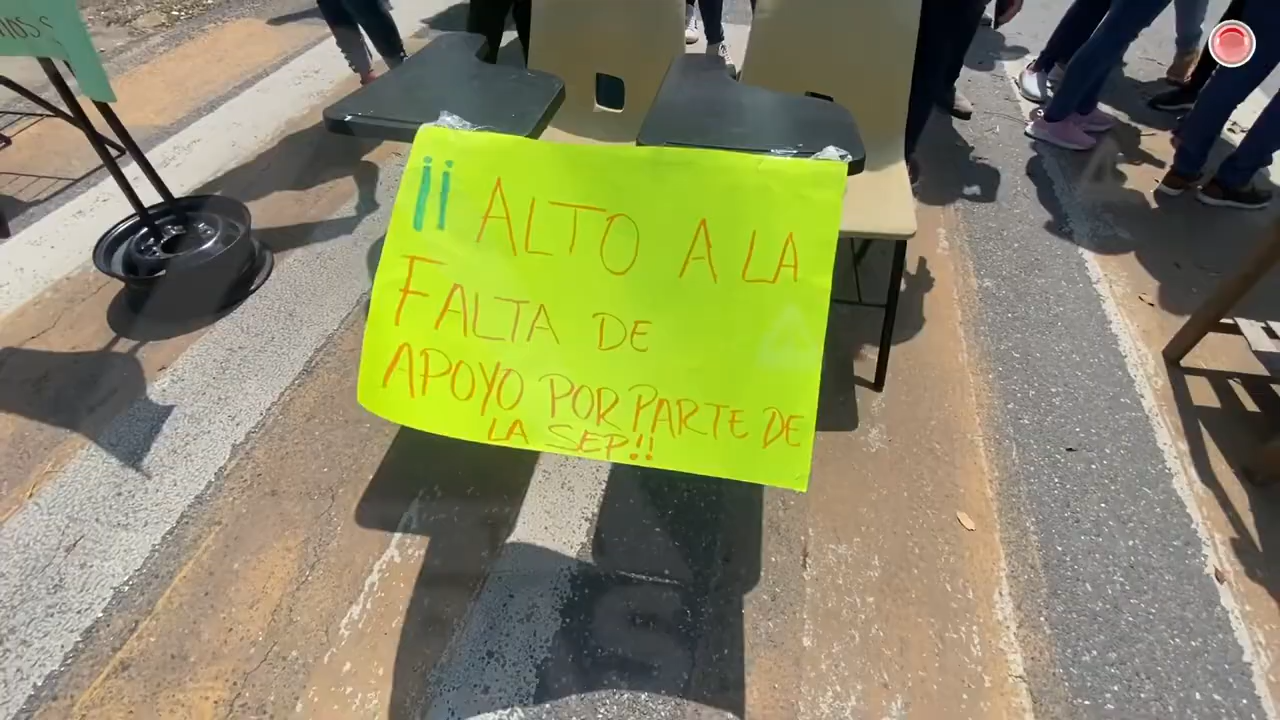 ¡¡ ALTO A LA
FALTA DE
APOYO POR PARTE DE
LA SEP!!